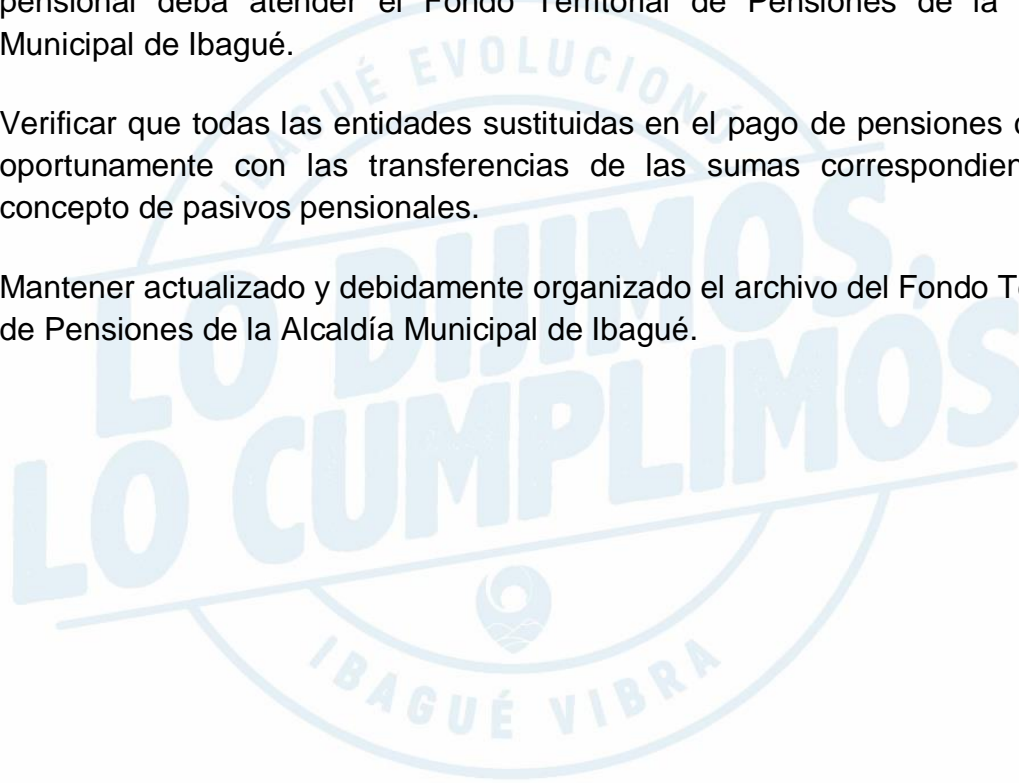 pensional deba atender el Fondo Territorial de Pensiones de la
Municipal de Ibagué.
Verificar que todas las entidades sustituidas en el pago de pensiones
oportunamente con las transferencias de las sumas
concepto de pasivos pensionales.
Mantener actualizado y debidamente organizado el archivo del Fondo
de Pensiones de la Alcaldía Municipal de Ibagué.
IBAGUÉ EVOLUCIONÓ
LO DIJIMOS,
LO CUMPLIMOS
IBAGUÉ VIBRA